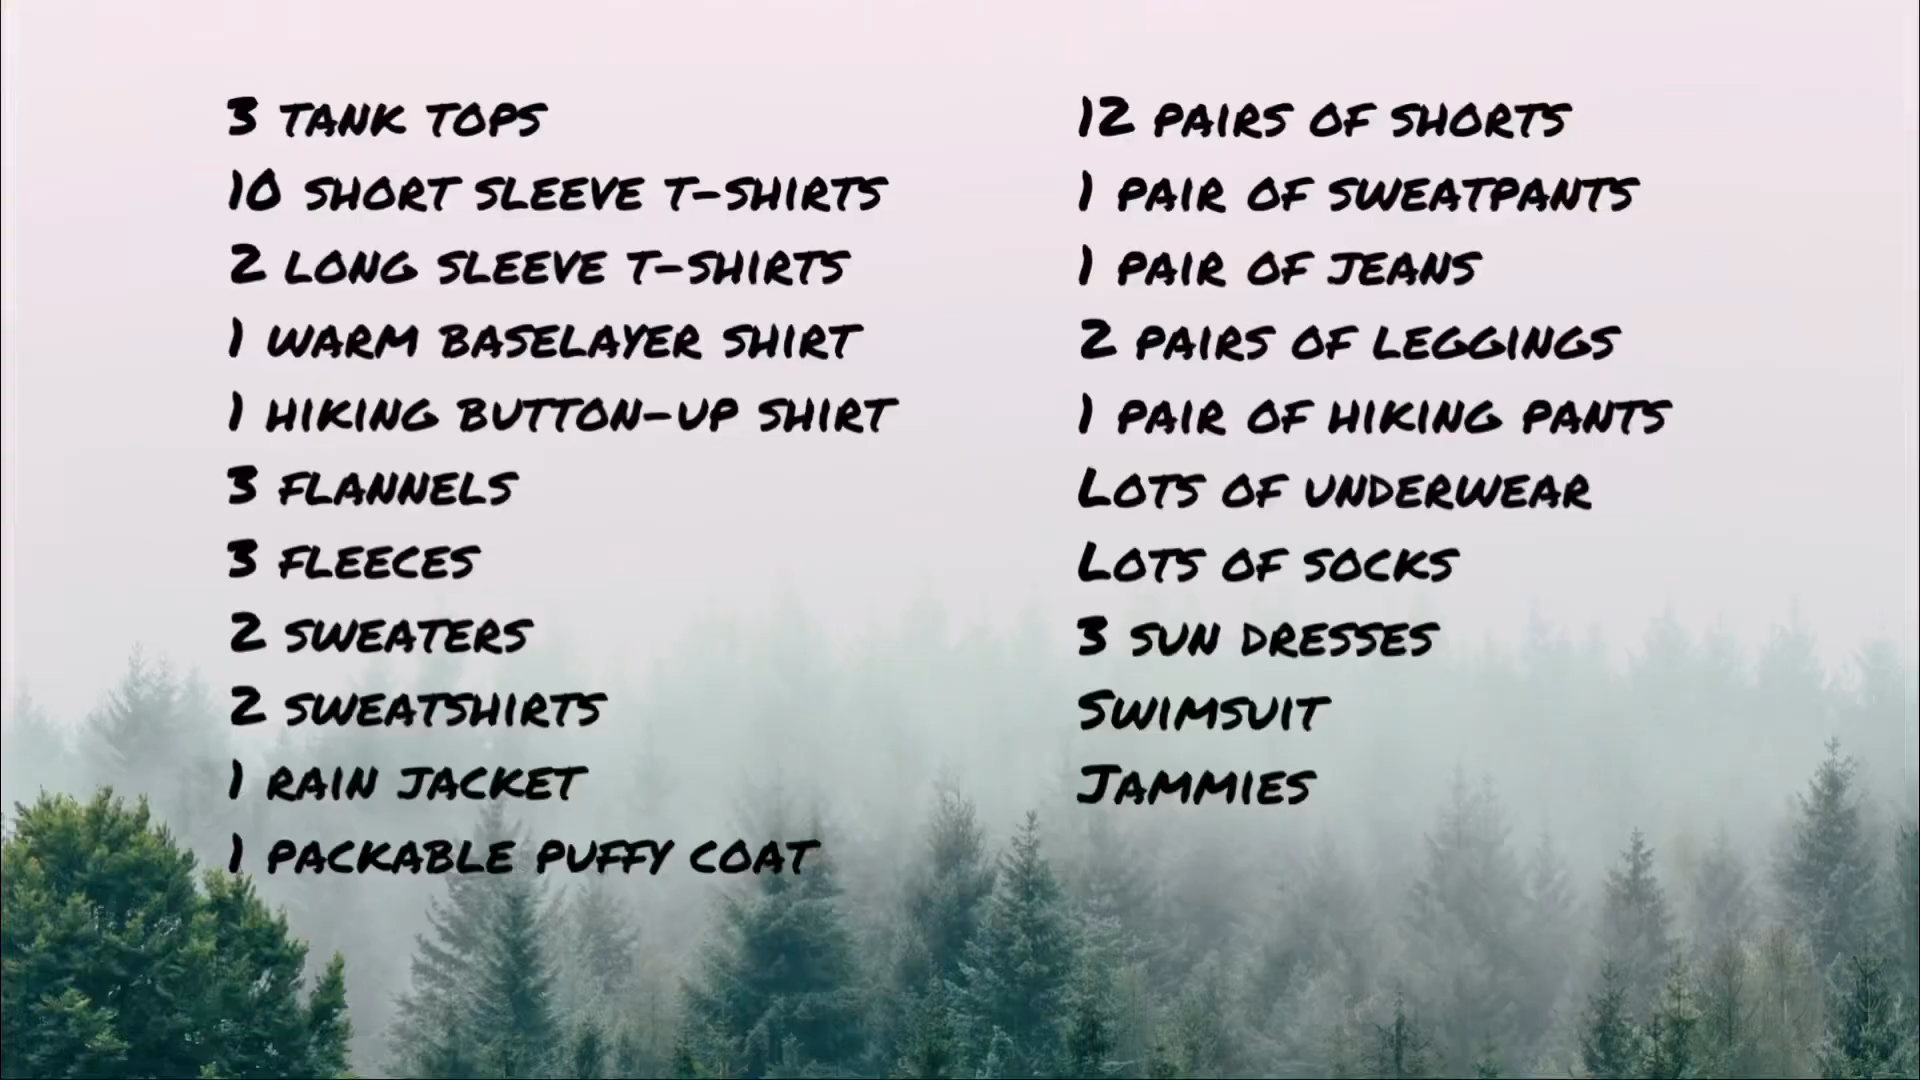 3 TANK TOPS
10 SHORT SLEEVE T-SHIRTS
2 LONG SLEEVE T-SHIRTS
1 WARM BASELAYER SHIRT
1 HIKING BUTTON-UP SHIRT
3 FLANNELS
3 FLEECES
2 SWEATERS
2 SWEATSHIRTS
1 RAIN JACKET
1 PACKABLE PUFFY COAT
12 PAIRS OF SHORTS
1 PAIR OF SWEATPANTS
1 PAIR OF JEANS
2 PAIRS OF LEGGINGS
1 PAIR OF HIKING PANTS
LOTS OF UNDERWEAR
LOTS OF SOCKS
3 SUN DRESSES
SWIMSUIT
JAMMIES